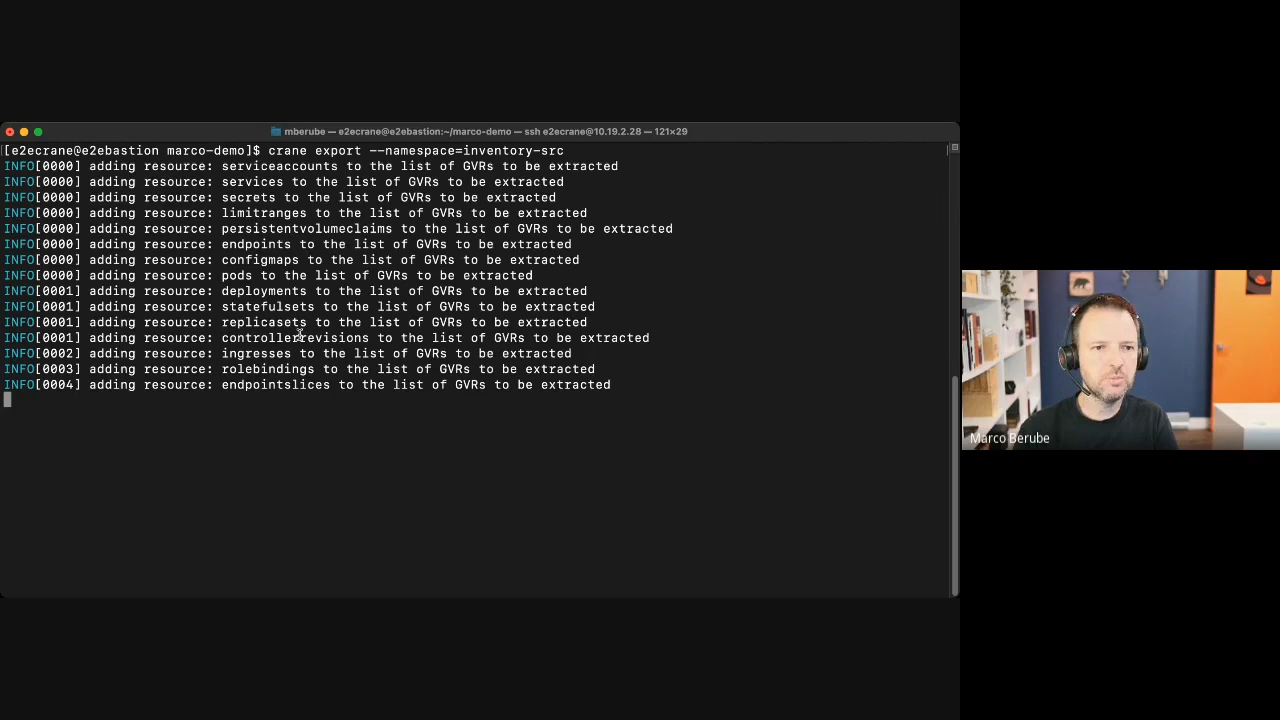 mberube — e2ecrane@e2ebastion:~/marco-demo — ssh e2ecrane@10.19.2.28 — 121×29
[[e2ecrane@e2ebastion marco-demo]$ crane export --namespace=inventory-src ]
INFO[0000] adding resource: serviceaccounts to the list of GVRs to be extracted
INFO[0000] adding resource: services to the list of GVRs to be extracted
INFO[0000] adding resource: secrets to the list of GVRs to be extracted
INFO[0000] adding resource: limitranges to the list of GVRs to be extracted
INFO[0000] adding resource: persistentvolumeclaims to the list of GVRs to be extracted
INFO[0000] adding resource: endpoints to the list of GVRs to be extracted
INFO[0000] adding resource: configmaps to the list of GVRs to be extracted
INFO[0000] adding resource: pods to the list of GVRs to be extracted
INFO[0001] adding resource: deployments to the list of GVRs to be extracted
INFO[0001] adding resource: statefulsets to the list of GVRs to be extracted
INFO[0001] adding resource: replicasets to the list of GVRs to be extracted
INFO[0001] adding resource: controllerrevisions to the list of GVRs to be extracted
INFO[0002] adding resource: ingresses to the list of GVRs to be extracted
INFO[0003] adding resource: rolebindings to the list of GVRs to be extracted
INFO[0004] adding resource: endpointslices to the list of GVRs to be extracted
Marco Berube